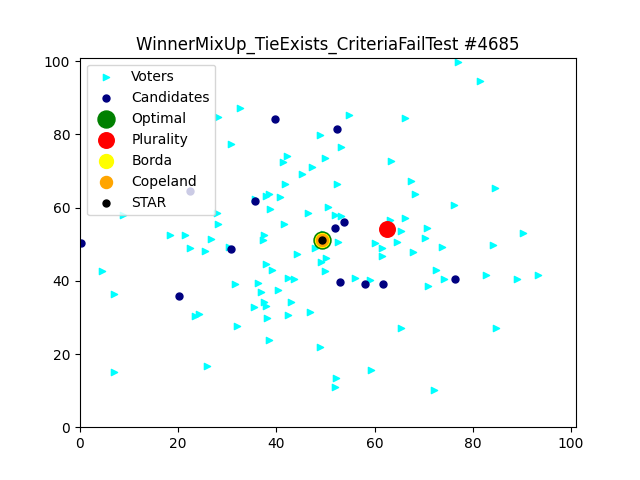 WinnerMixUp_TieExists_CriteriaFailTest #4685
100
80
60
40
20
0
Voters
Candidates
Optimal
Plurality
Borda
Copeland
STAR
0 20 40 60 80 100